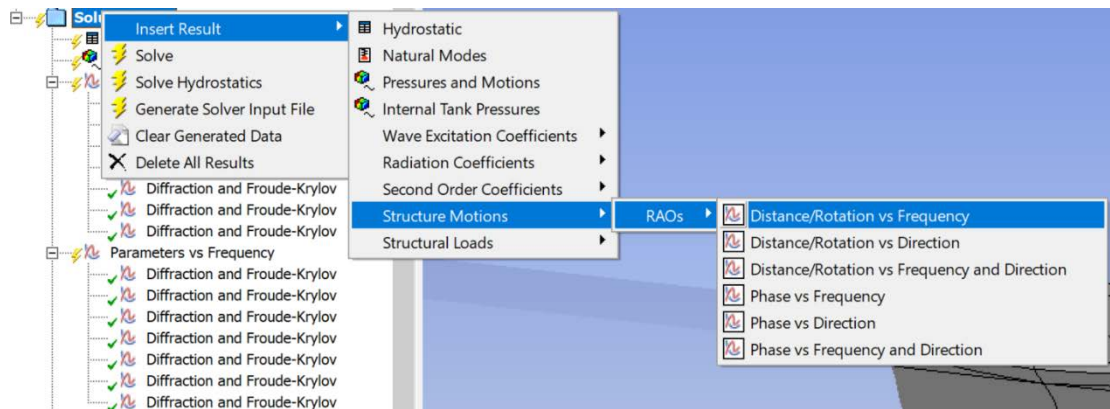 Insert Result
Solve
Solve Hydrostatics
Generate Solver Input File
Clear Generated Data
Delete All Results
Hydrostatic
Natural Modes
Pressures and Motions
Internal Tank Pressures
Wave Excitation Coefficients
Radiation Coefficients
Second Order Coefficients
Structure Motions
Structural Loads
RAOs
Distance/Rotation vs Frequency
Distance/Rotation vs Direction
Distance/Rotation vs Frequency and Direction
Phase vs Frequency
Phase vs Direction
Phase vs Frequency and Direction
Diffraction and Froude-Krylov
Diffraction and Froude-Krylov
Diffraction and Froude-Krylov
Parameters vs Frequency
Diffraction and Froude-Krylov
Diffraction and Froude-Krylov
Diffraction and Froude-Krylov
Diffraction and Froude-Krylov
Diffraction and Froude-Krylov
Diffraction and Froude-Krylov
Diffraction and Froude-Krylov